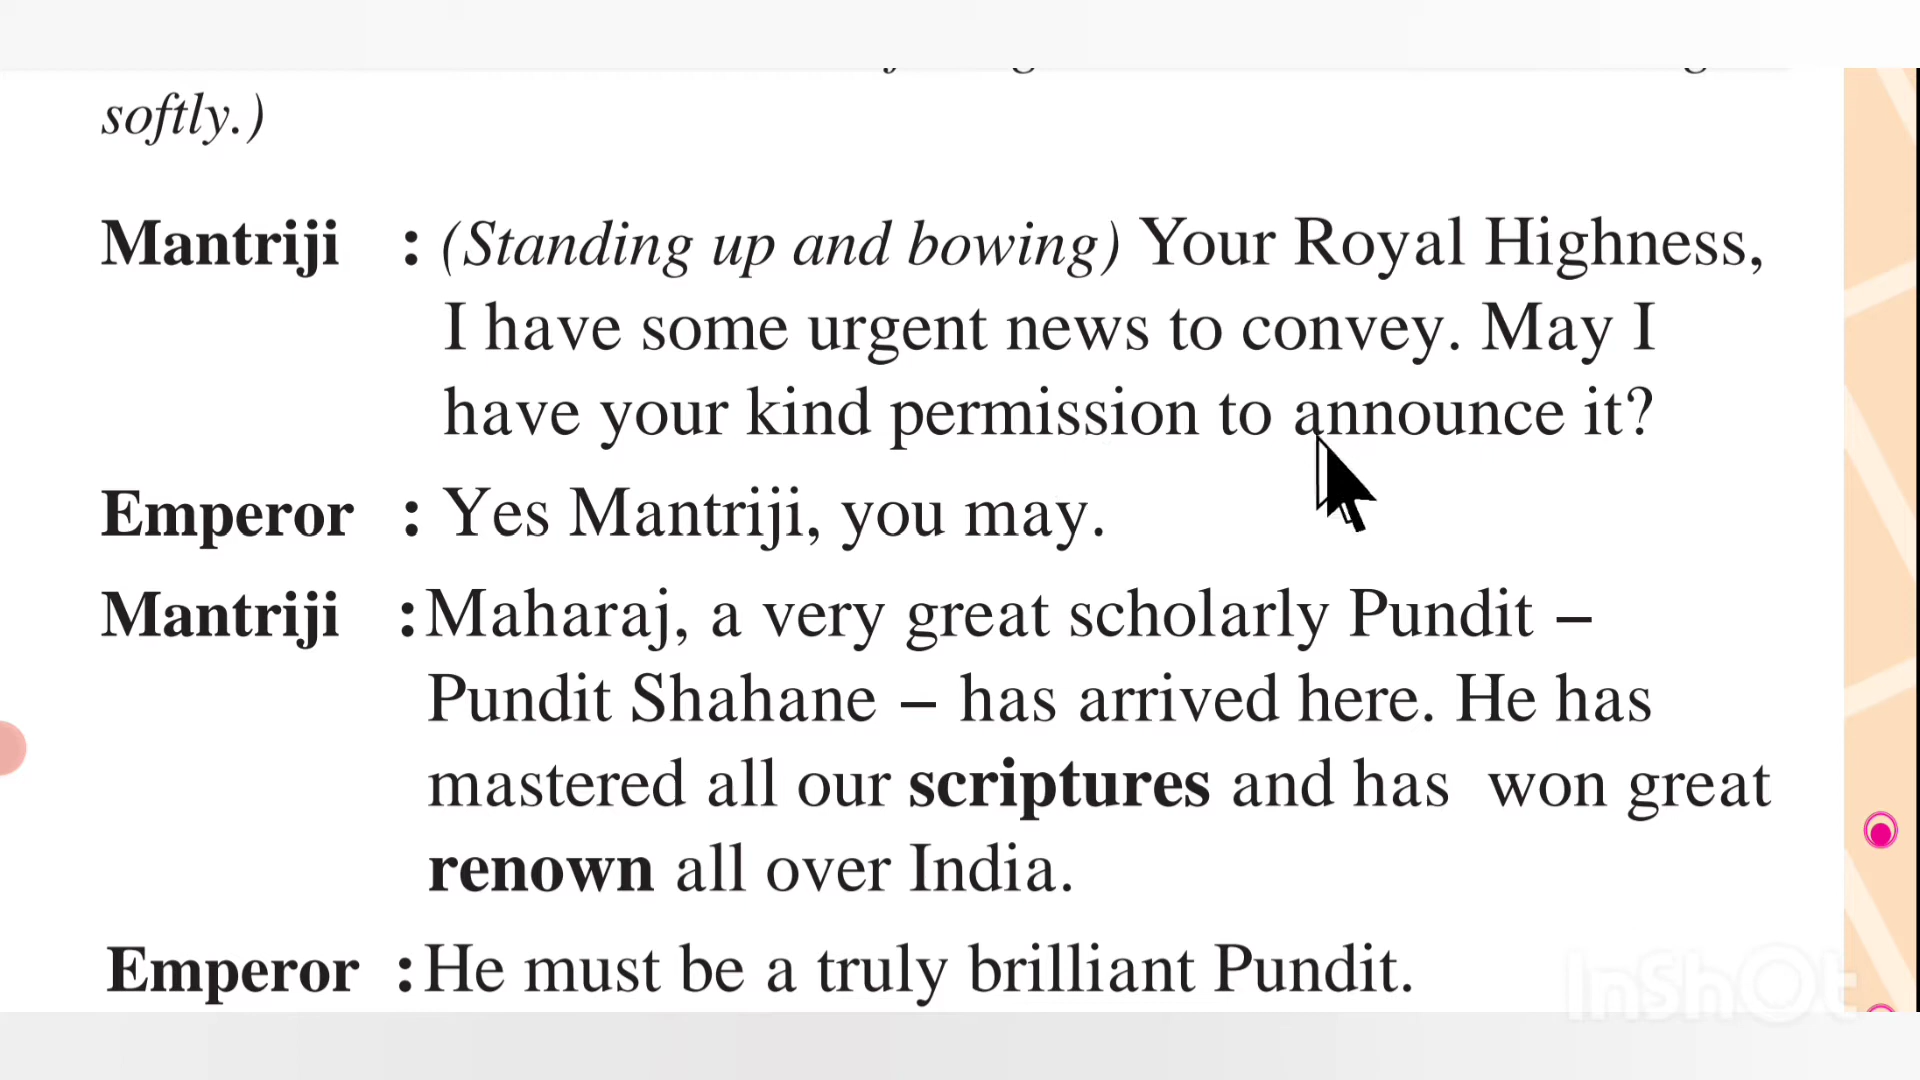 softly.)
Mantriji : (Standing up and bowing) Your Royal Highness,
I have some urgent news to convey. May I
have your kind permission to announce it?
Emperor : Yes Mantriji, you may.
Mantriji : Maharaj, a very great scholarly Pundit –
Pundit Shahane – has arrived here. He has
mastered all our scriptures and has won great
renown all over India.
Emperor : He must be a truly brilliant Pundit.
InShOt